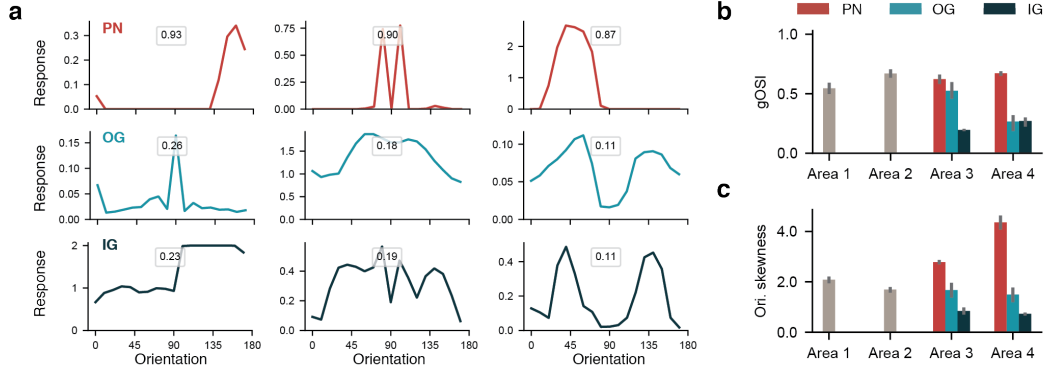 a
PN
0.93
0.90
0.87
Response
0.3
0.2
0.1
0.0
0.75
0.50
0.25
0.00
2
1
0
OG
0.26
0.18
0.11
Response
0.15
0.10
0.05
0.00
1.5
1.0
0.5
0.0
0.10
0.05
0.00
IG
0.23
0.19
0.11
Response
2
1
0
0.4
0.2
0.0
0.4
0.2
0.0
0 45 90 135 180
0 45 90 135 180
0 45 90 135 180
Orientation
Orientation
Orientation
b
PN OG IG
gOSI
1.0
0.5
0.0
Area 1 Area 2 Area 3 Area 4
c
Ori. skewness
4.0
2.0
0.0
Area 1 Area 2 Area 3 Area 4